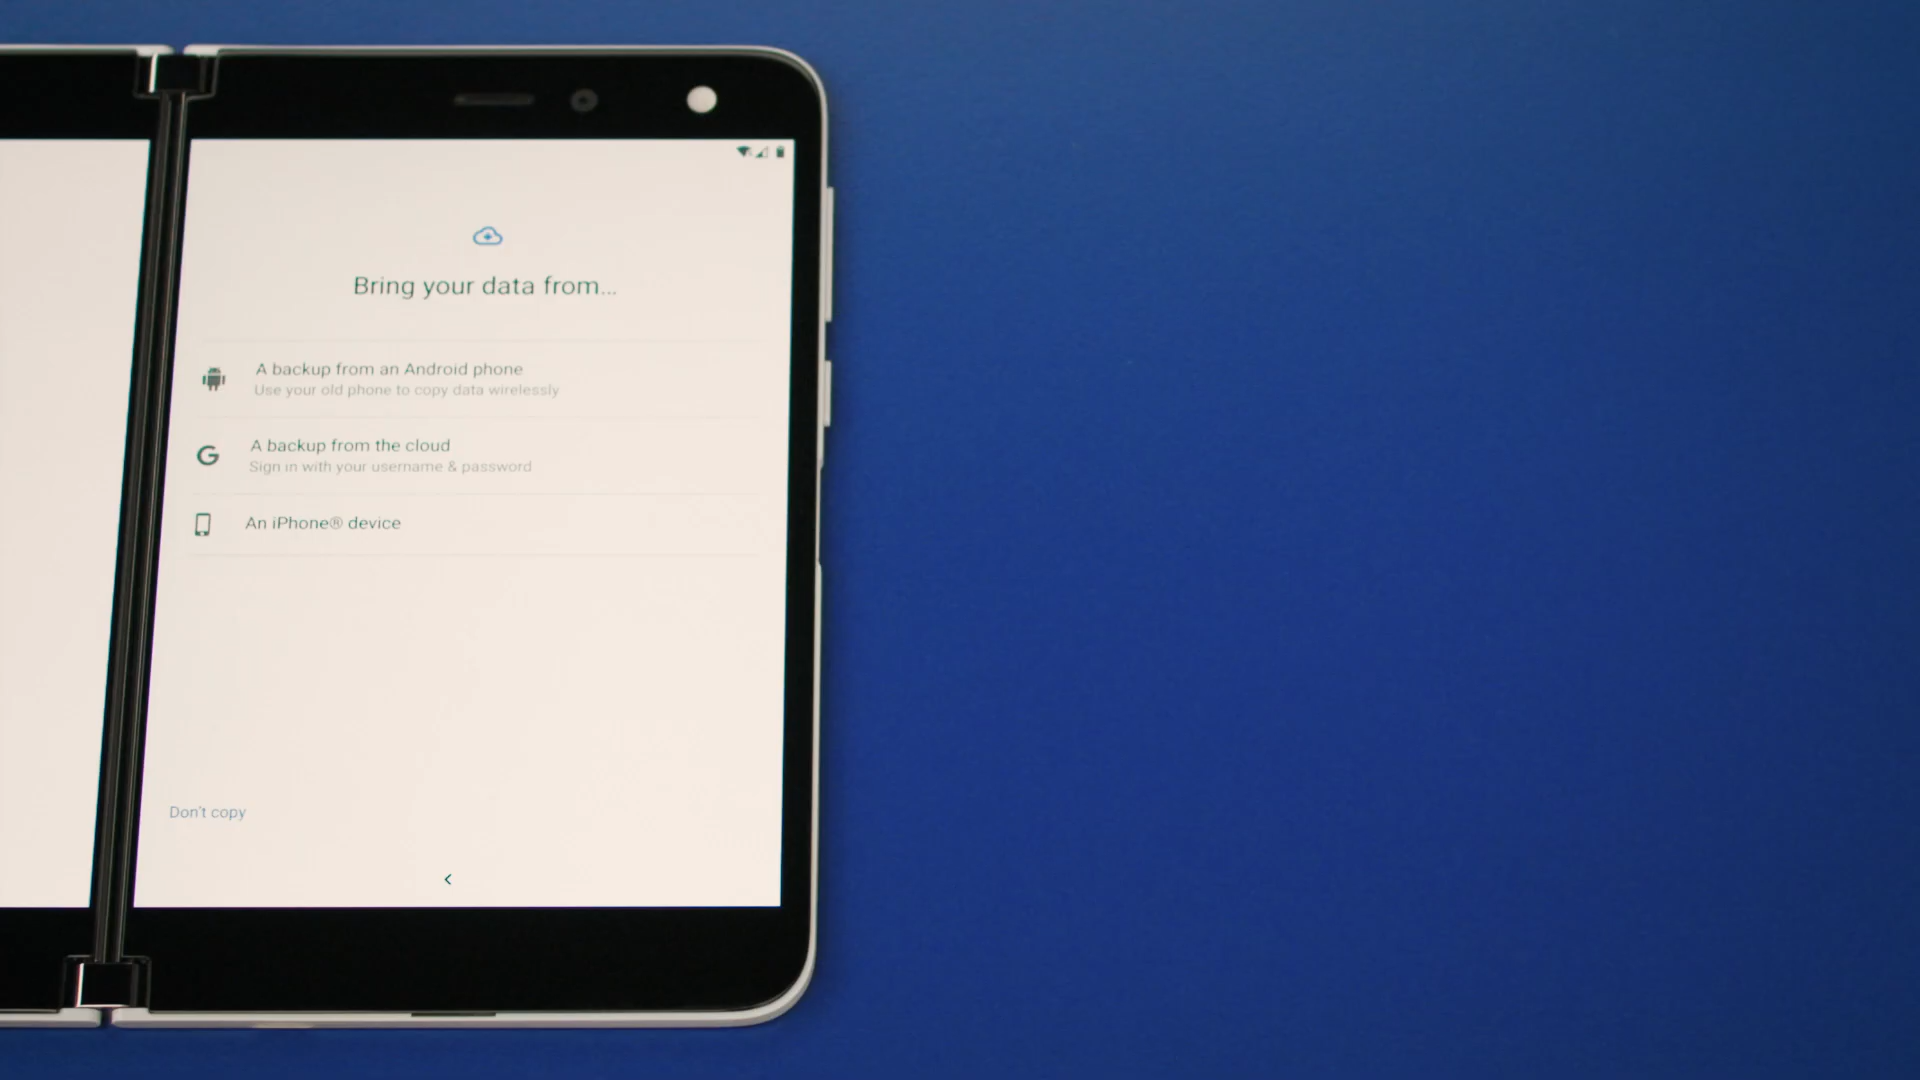 Bring your data from...
A backup from an Android phone
Use your old phone to copy data wirelessly
A backup from the cloud
Sign in with your username & password
An iPhone® device
Don't copy